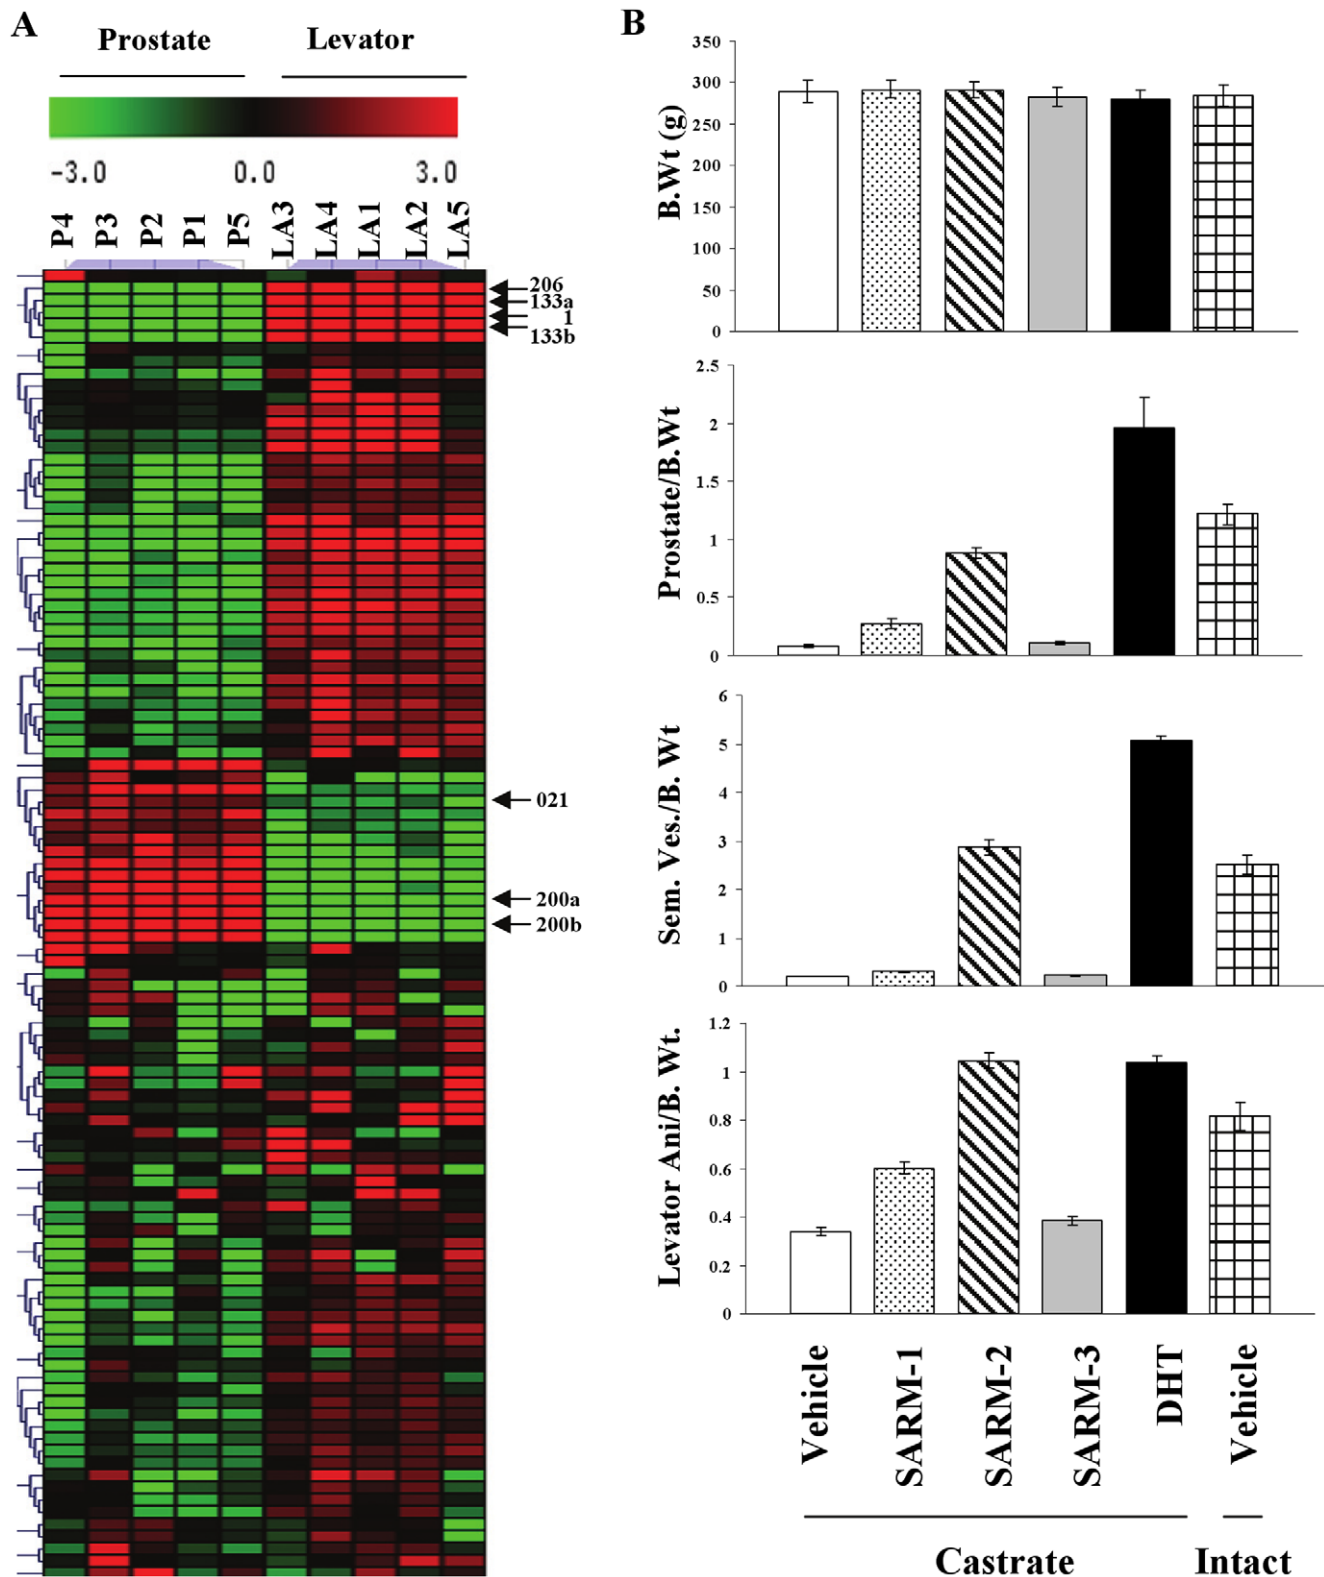 A
Prostate Levator
-3.0 0.0 3.0
P4 P3 P2 P1 P5 LA3 LA4 LA1 LA2 LA5
206
133a
1
133b
021
200a
200b
B
B.Wt (g)
350
300
250
200
150
100
50
0
Prostate/B.Wt
2.5
2
1.5
1
0.5
0
Sem. Ves./B. Wt
6
5
4
3
2
1
0
Levator Ani/B. Wt.
1.2
1
0.8
0.6
0.4
0.2
0
Vehicle SARM-1 SARM-2 SARM-3 DHT Vehicle
Castrate Intact